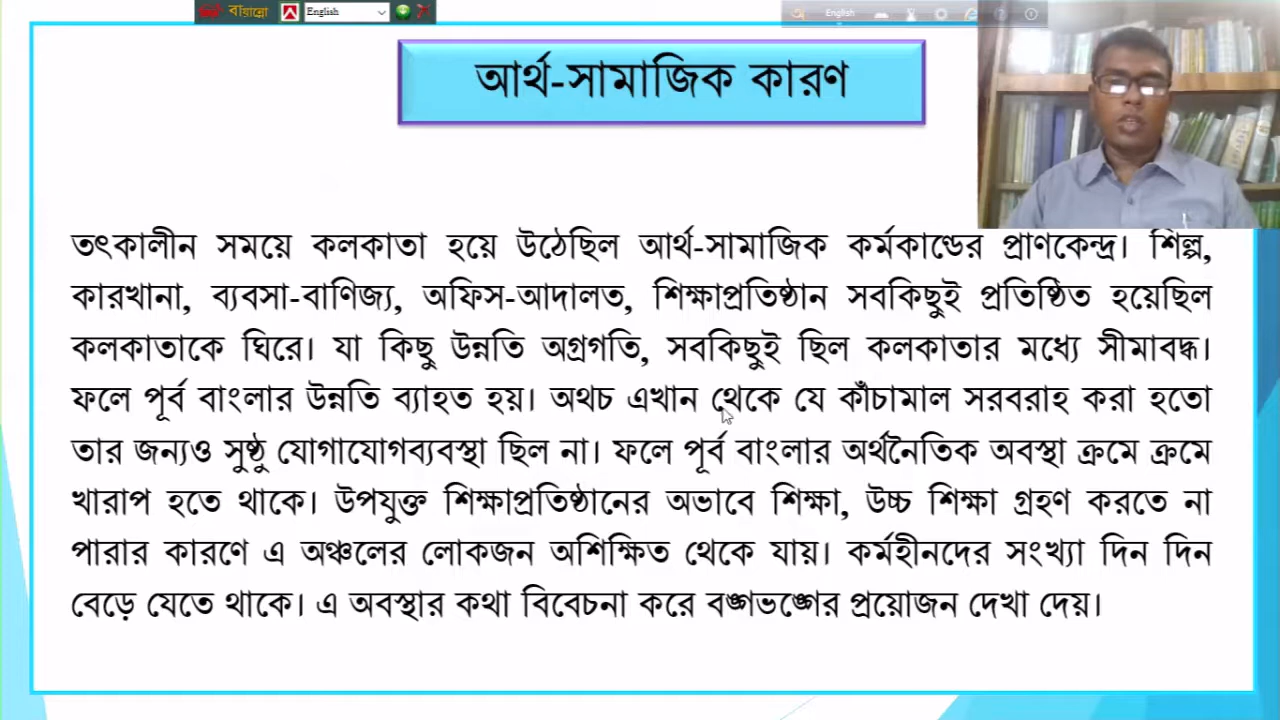 বায়ান্নো
English
English
আর্থ-সামাজিক কারণ
তৎকালীন সময়ে কলকাতা হয়ে উঠেছিল আর্থ-সামাজিক কর্মকাণ্ডের প্রাণকেন্দ্র। শিল্প,
কারখানা, ব্যবসা-বাণিজ্য, অফিস-আদালত, শিক্ষাপ্রতিষ্ঠান সবকিছুই প্রতিষ্ঠিত হয়েছিল
কলকাতাকে ঘিরে। যা কিছু উন্নতি অগ্রগতি, সবকিছুই ছিল কলকাতার মধ্যে সীমাবদ্ধ।
ফলে পূর্ব বাংলার উন্নতি ব্যাহত হয়। অথচ এখান থেকে যে কাঁচামাল সরবরাহ করা হতো
তার জন্যও সুষ্ঠু যোগাযোগব্যবস্থা ছিল না। ফলে পূর্ব বাংলার অর্থনৈতিক অবস্থা ক্রমে ক্রমে
খারাপ হতে থাকে। উপযুক্ত শিক্ষাপ্রতিষ্ঠানের অভাবে শিক্ষা, উচ্চ শিক্ষা গ্রহণ করতে না
পারার কারণে এ অঞ্চলের লোকজন অশিক্ষিত থেকে যায়। কর্মহীনদের সংখ্যা দিন দিন
বেড়ে যেতে থাকে। এ অবস্থার কথা বিবেচনা করে বঙ্গভঙ্গের প্রয়োজন দেখা দেয়।